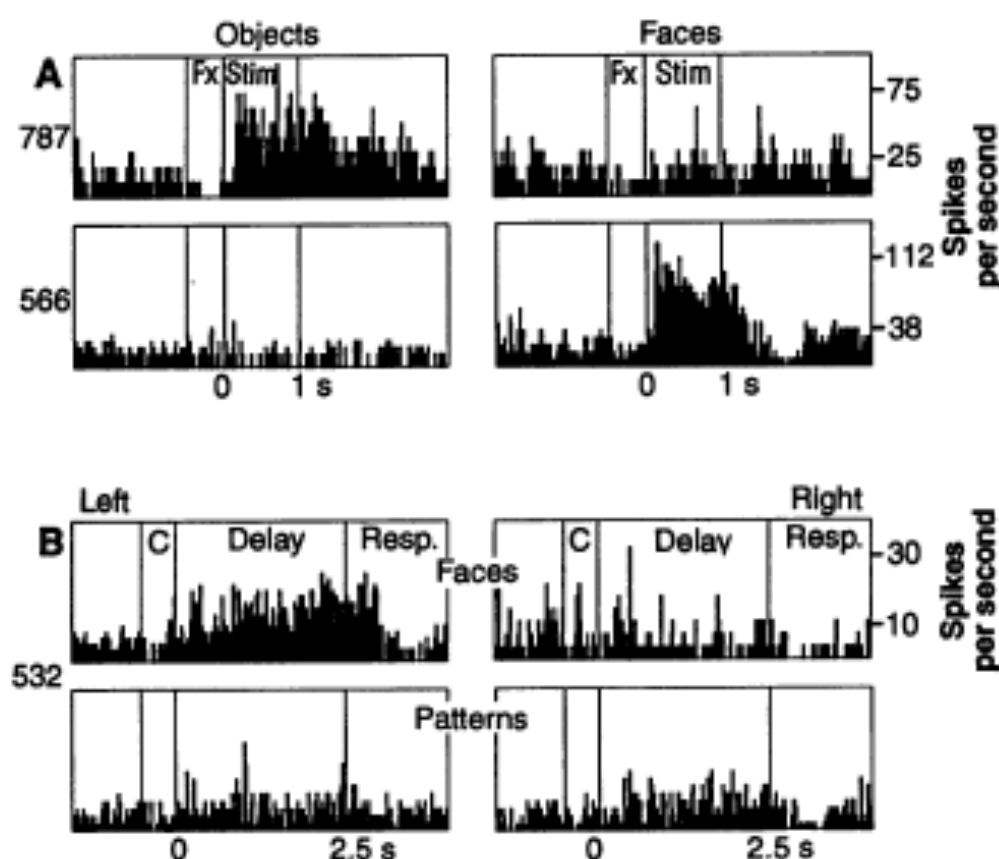 Objects Faces
A Fx Stim Fx Stim 75
787 25
Spikes per second
112
566 38
0 1 s 0 1 s
Left Right
B C Delay Resp. C Delay Resp. 30
Faces
10
Spikes per second
532
Patterns
0 2.5 s 0 2.5 s